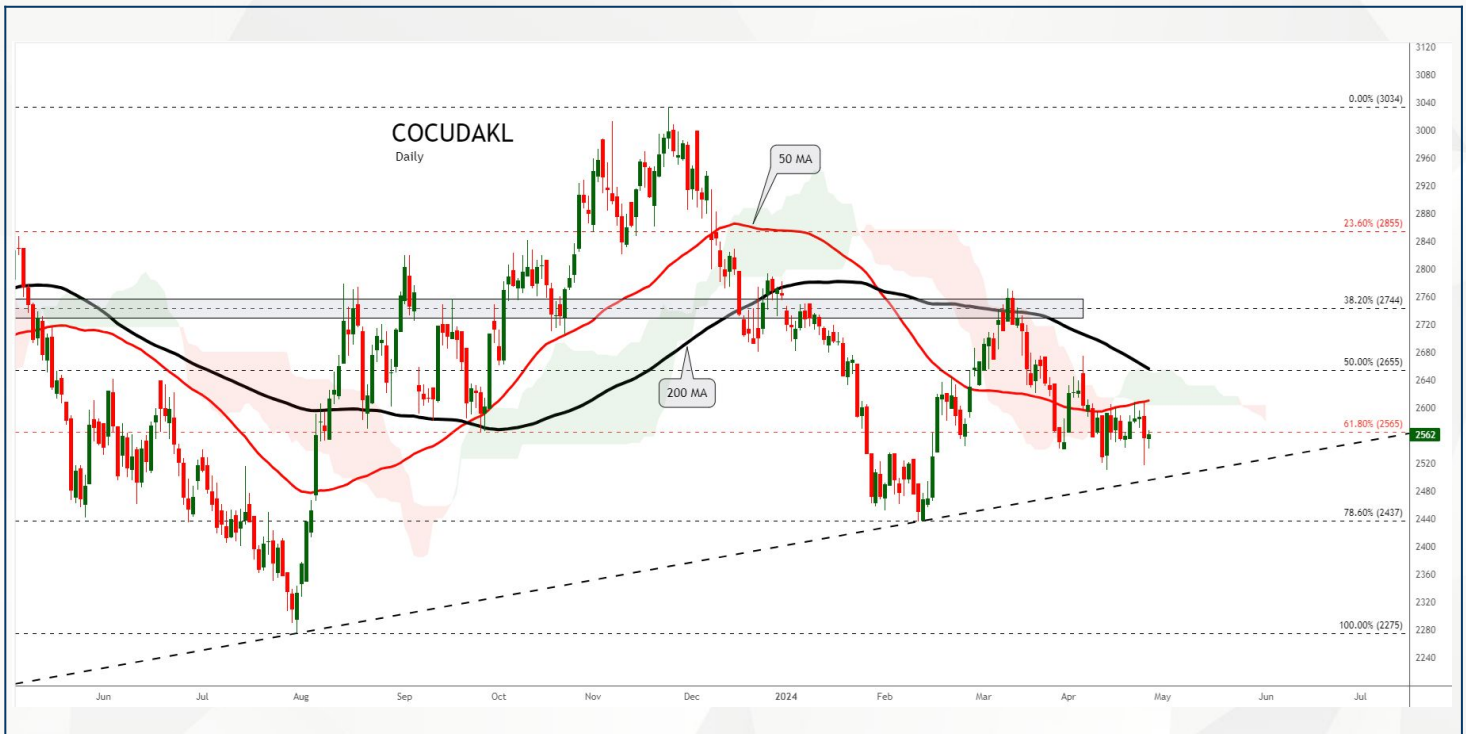 COCUDAKL
Daily
50 MA
200 MA
0.00% (3034)
23.60% (2855)
38.20% (2744)
50.00% (2655)
61.80% (2565)
78.60% (2437)
100.00% (2275)
3120
3080
3040
3000
2960
2920
2880
2840
2800
2760
2720
2680
2640
2600
2562
2520
2480
2440
2400
2360
2320
2280
2240
Jun
Jul
Aug
Sep
Oct
Nov
Dec
2024
Feb
Mar
Apr
May
Jun
Jul